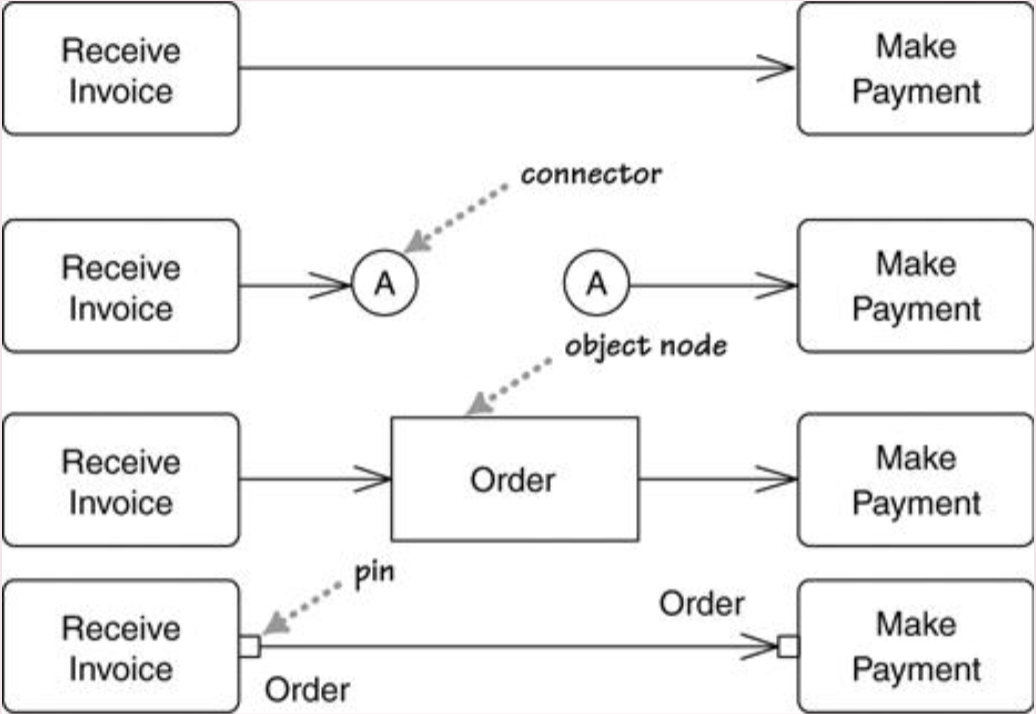 Receive
Invoice
Make
Payment
connector
Receive
Invoice
A
A
Make
Payment
object node
Receive
Invoice
Order
Make
Payment
pin
Receive
Invoice
Order
Order
Make
Payment